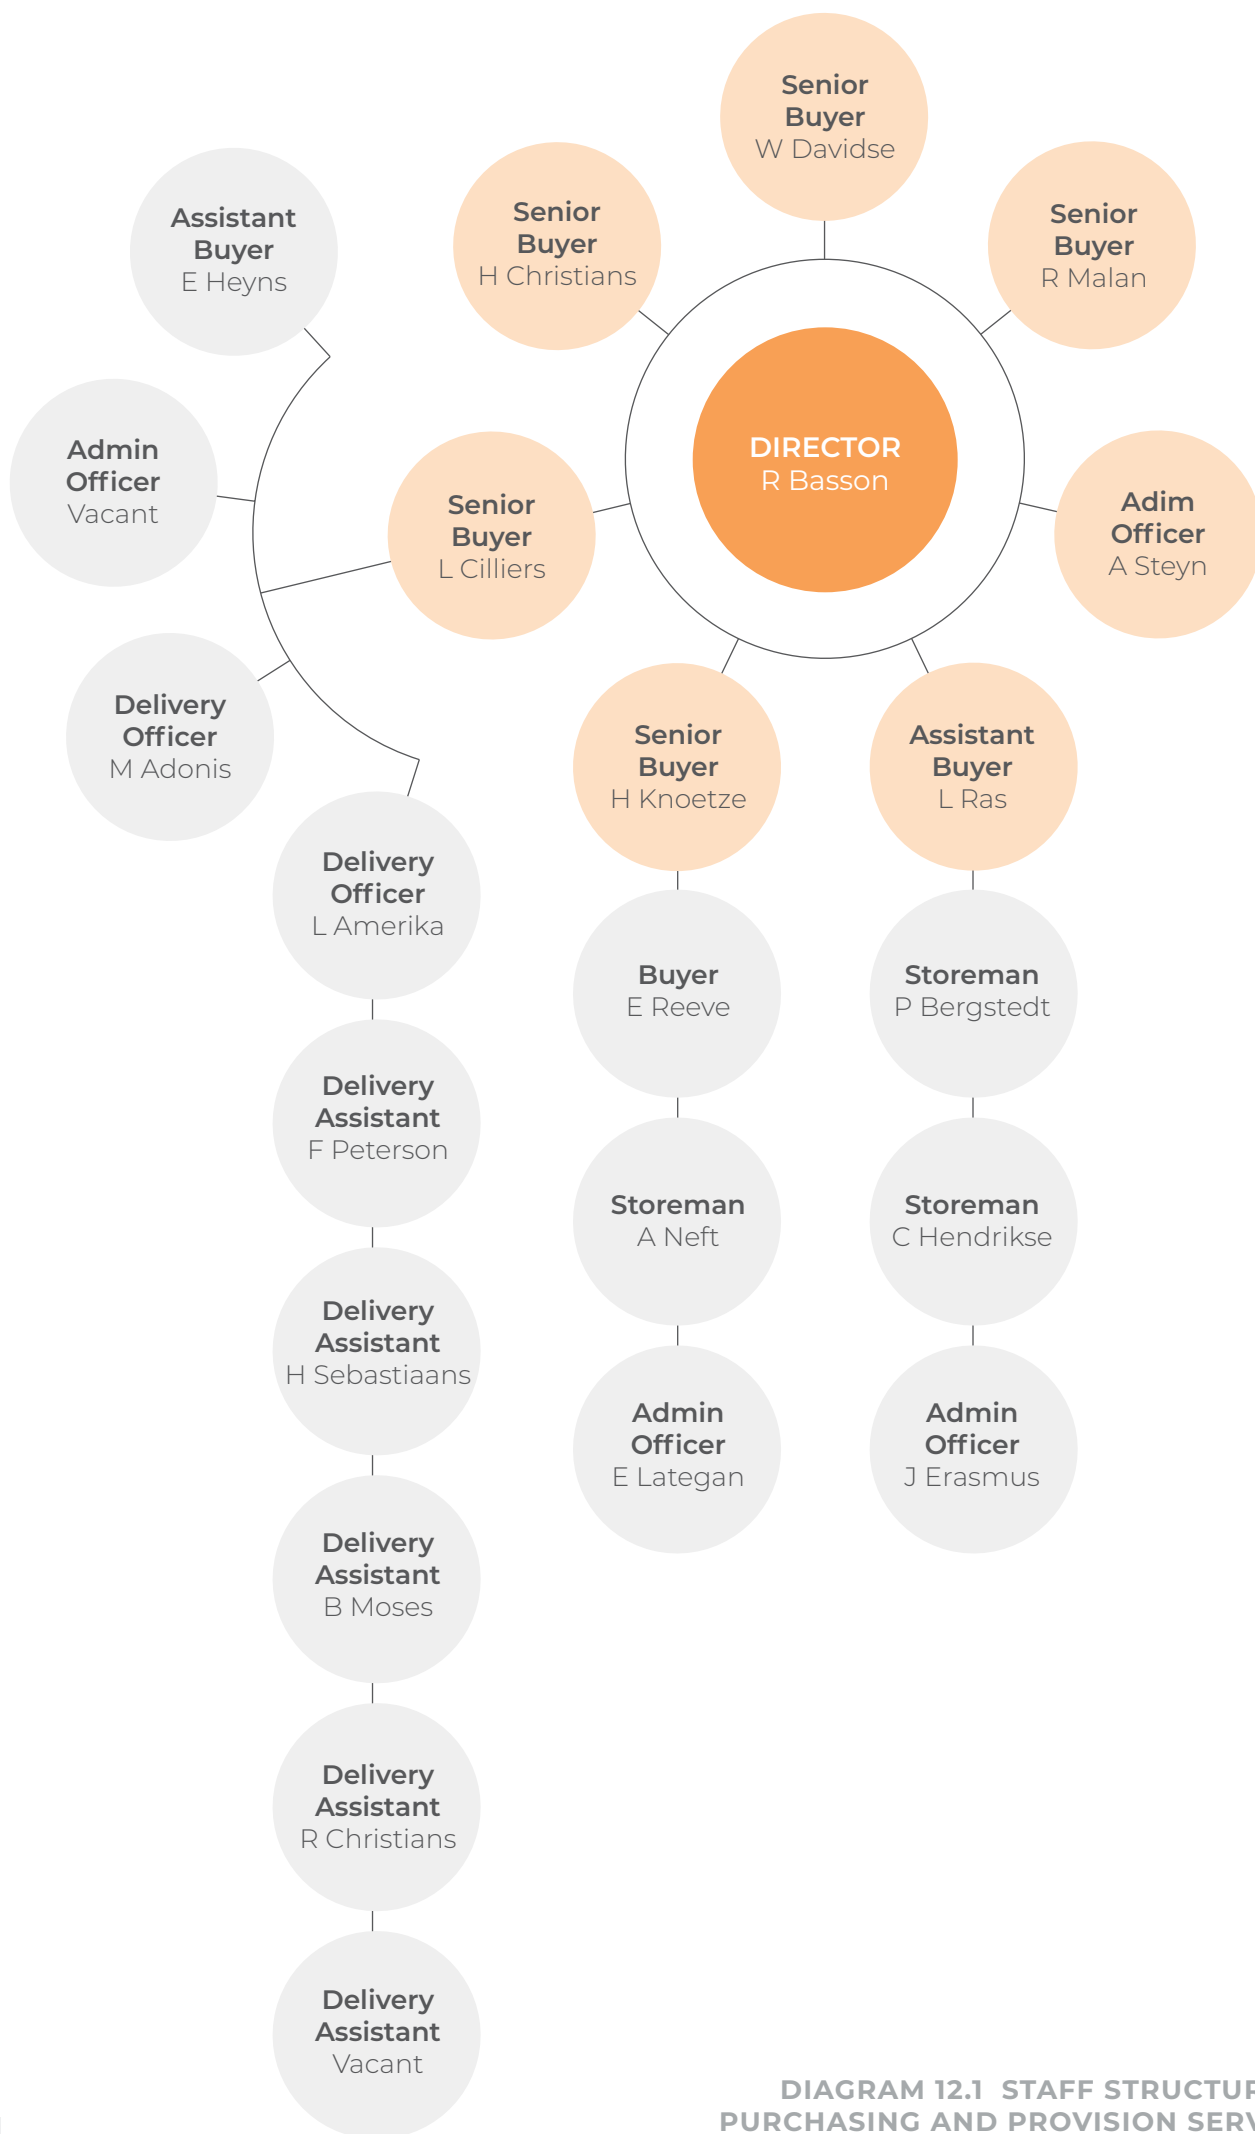 Senior
Buyer
W Davidse
Senior
Buyer
H Christians
Senior
Buyer
R Malan
Assistant
Buyer
E Heyns
DIRECTOR
R Basson
Admin
Officer
Vacant
Senior
Buyer
L Cilliers
Adim
Officer
A Steyn
Delivery
Officer
M Adonis
Senior
Buyer
H Knoetze
Assistant
Buyer
L Ras
Delivery
Officer
L Amerika
Buyer
E Reeve
Storeman
P Bergstedt
Delivery
Assistant
F Peterson
Storeman
A Neft
Storeman
C Hendrikse
Delivery
Assistant
H Sebastiaans
Admin
Officer
E Lategan
Admin
Officer
J Erasmus
Delivery
Assistant
B Moses
Delivery
Assistant
R Christians
Delivery
Assistant
Vacant
DIAGRAM 12.1 STAFF STRUCTUR
PURCHASING AND PROVISION SERV